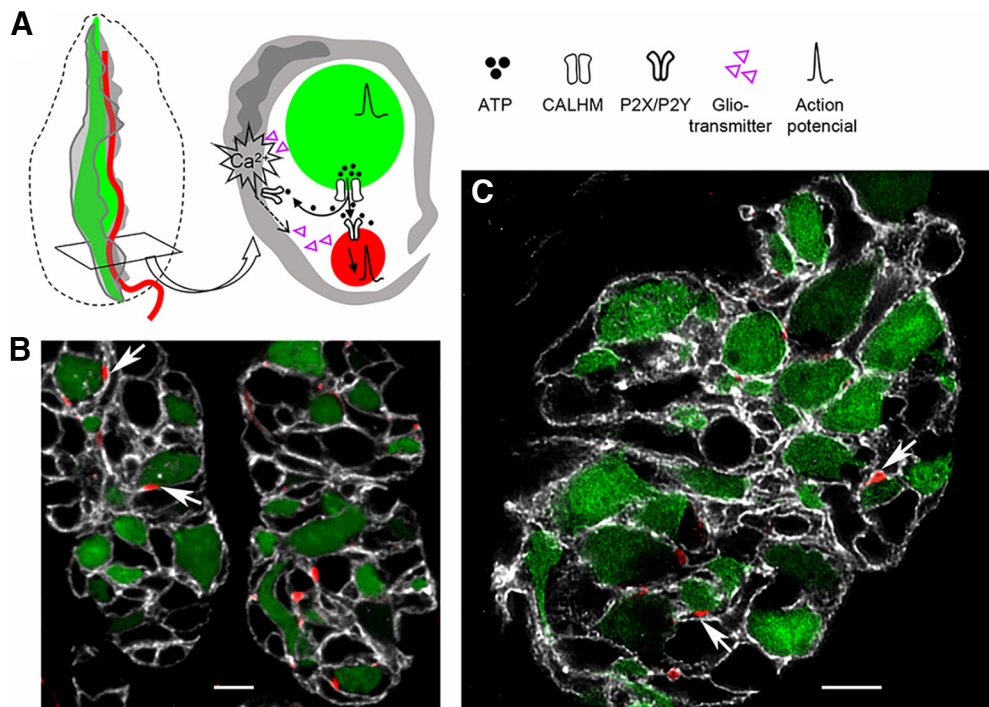 A
Ca²⁺
ATP
CALHM
P2X/P2Y
Glio-
transmitter
Action
potencial
B
C